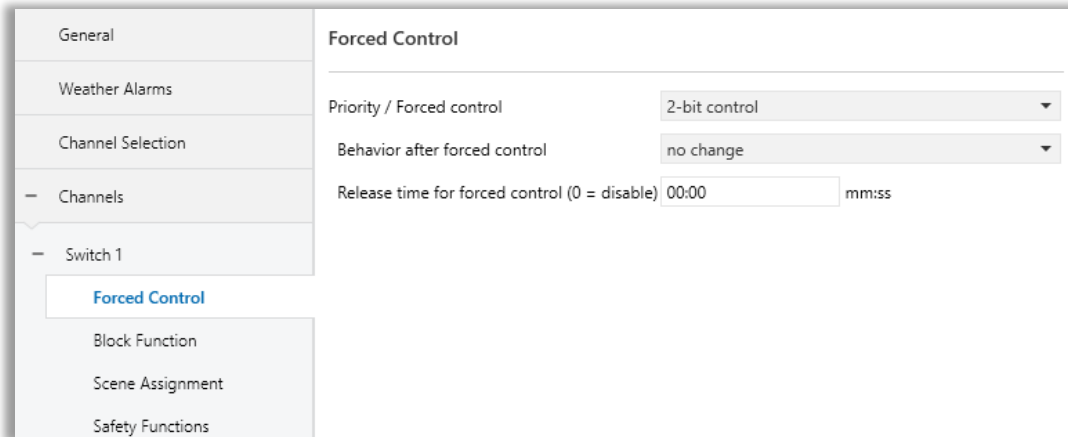 General
Weather Alarms
Channel Selection
Channels
Switch 1
Forced Control
Block Function
Scene Assignment
Safety Functions
Forced Control
Priority / Forced control 2-bit control
Behavior after forced control no change
Release time for forced control (0 = disable) 00:00 mm:ss